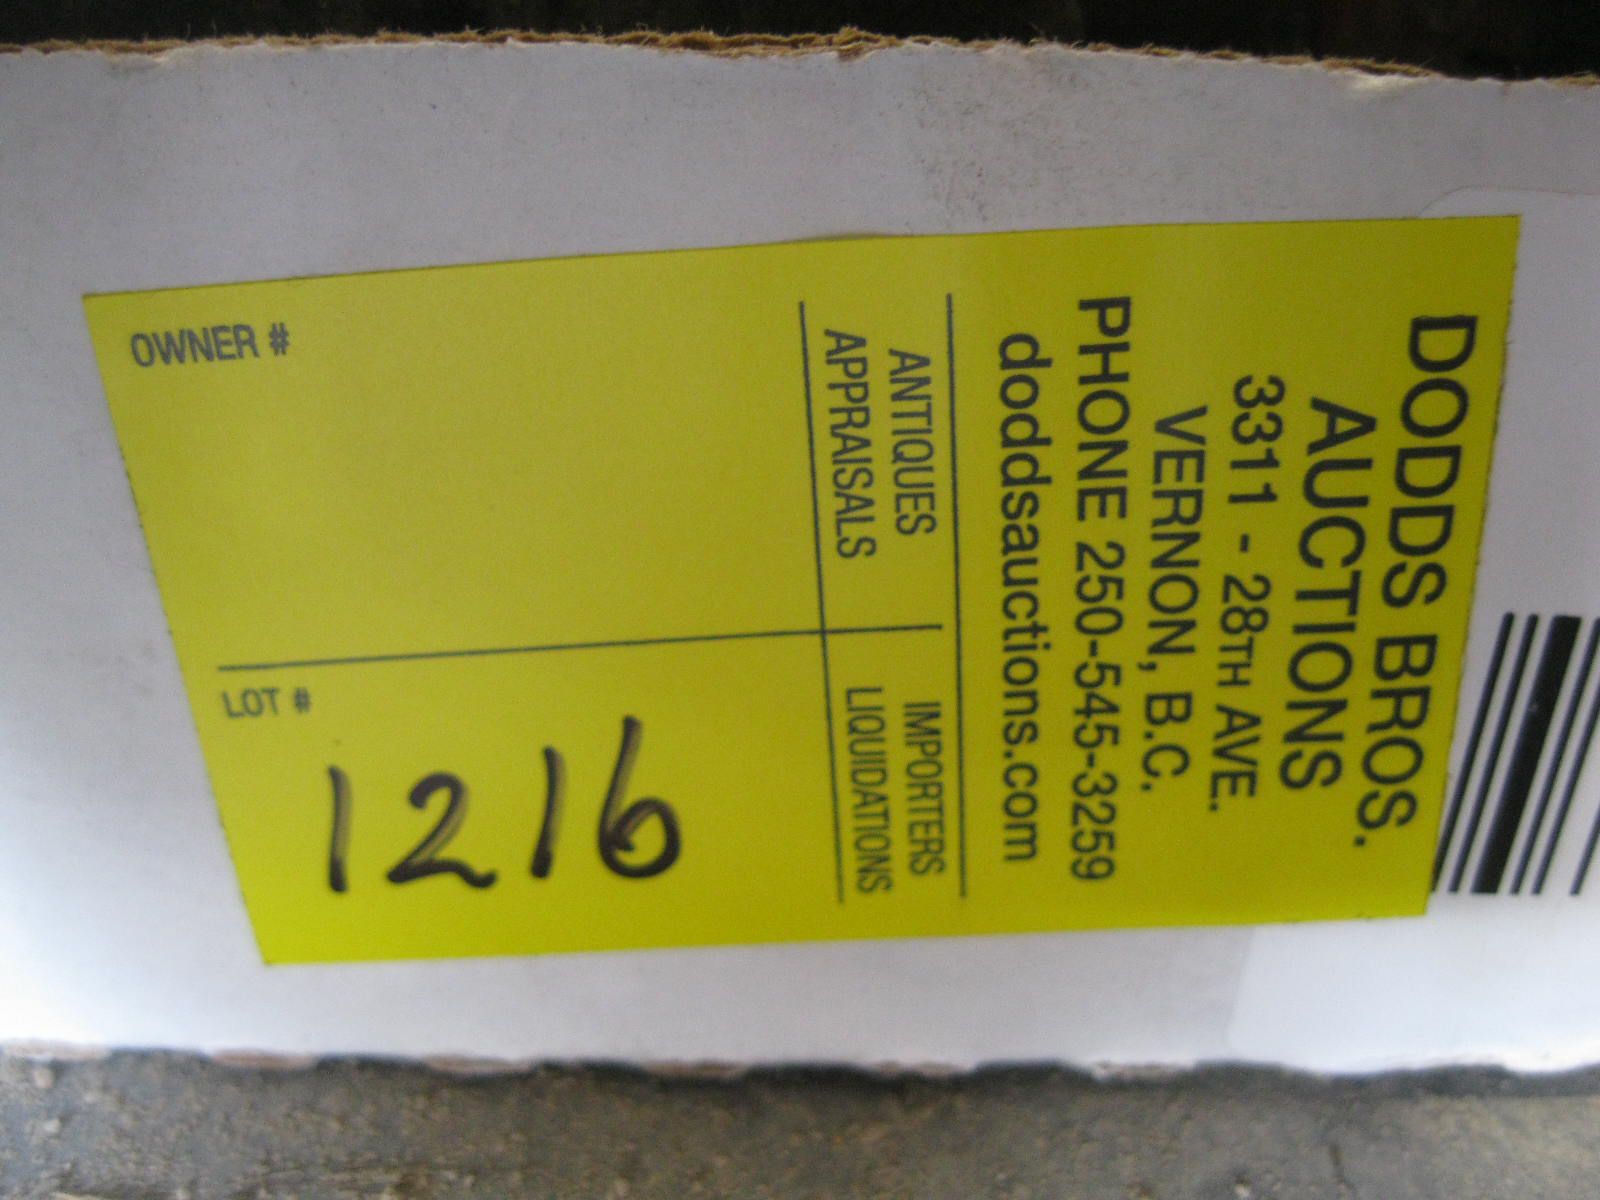 DODDS BROS.
AUCTIONS
3311 - 28TH AVE.
VERNON, B.C.
PHONE 250-545-3259
doddsauctions.com
ANTIQUES
APPRAISALS
IMPORTERS
LIQUIDATIONS
OWNER #
LOT #
1216